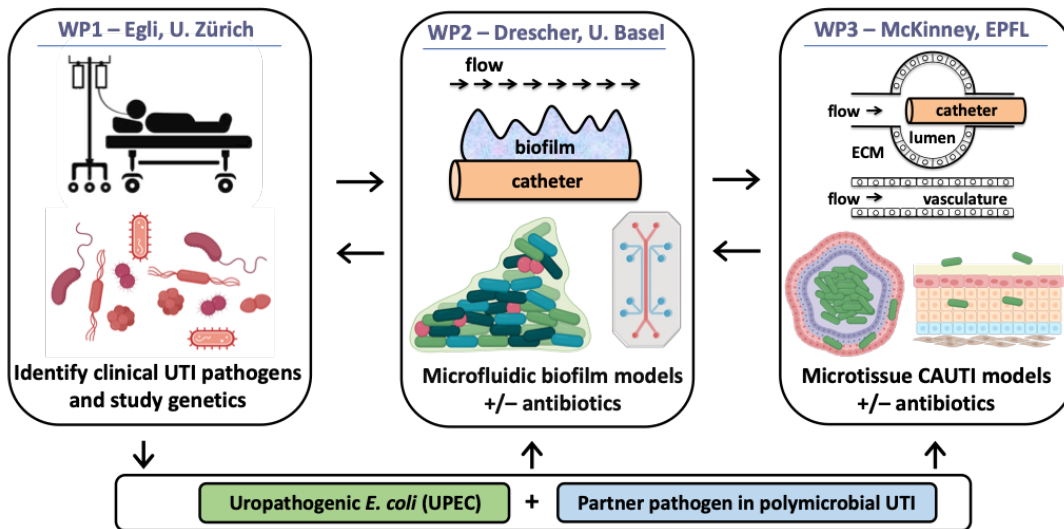 WP1 – Egli, U. Zürich
Identify clinical UTI pathogens
and study genetics
WP2 – Drescher, U. Basel
flow
biofilm
catheter
Microfluidic biofilm models
+/– antibiotics
WP3 – McKinney, EPFL
flow
catheter
lumen
ECM
flow
vasculature
Microtissue CAUTI models
+/– antibiotics
Uropathogenic E. coli (UPEC) + Partner pathogen in polymicrobial UTI